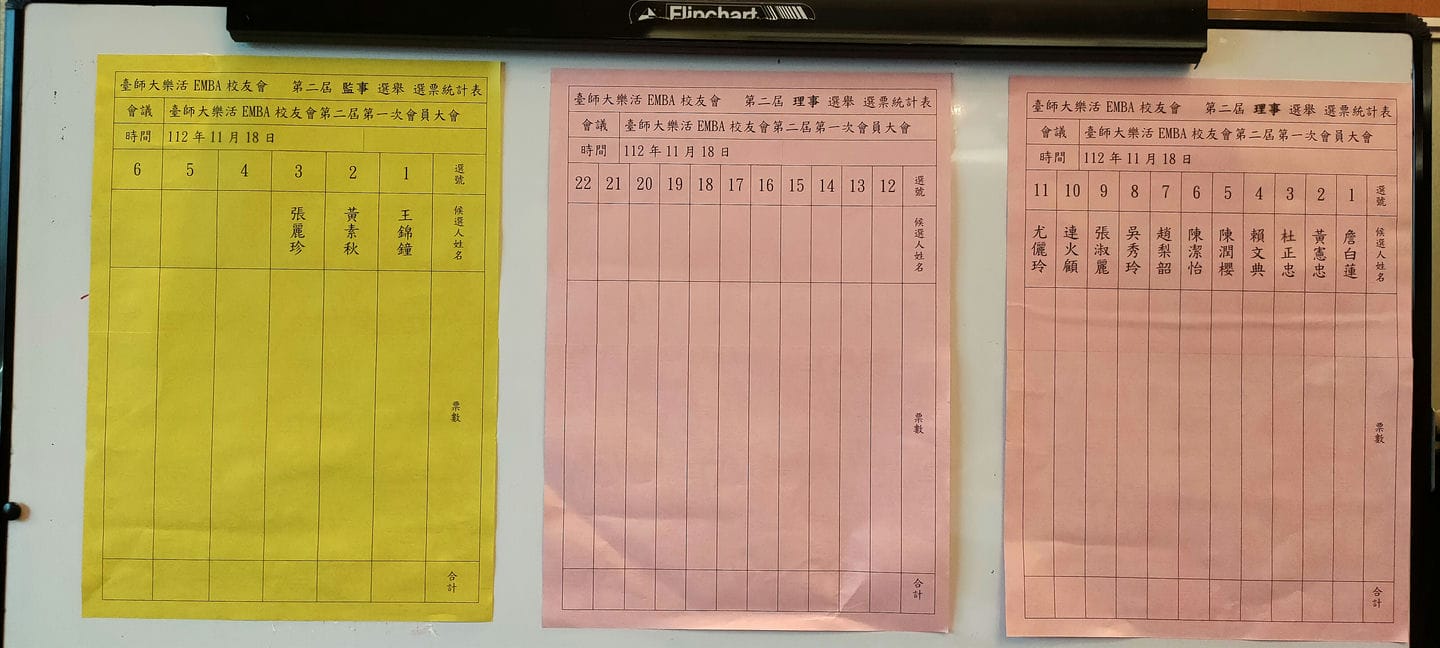 Flipchart
臺師大樂活 EMBA 校友會 第二屆 監事 選舉 選票統計表
會議 臺師大樂活 EMBA 校友會第二屆第一次會員大會
時間 112 年 11 月 18 日
6 5 4 3 2 1 選號
張麗珍 黃素秋 王錦鐘 候選人姓名
票數
合計
臺師大樂活 EMBA 校友會 第二屆 理事 選舉 選票統計表
會議 臺師大樂活 EMBA 校友會第二屆第一次會員大會
時間 112 年 11 月 18 日
22 21 20 19 18 17 16 15 14 13 12 選號
候選人姓名
票數
合計
臺師大樂活 EMBA 校友會 第二屆 理事 選舉 選票統計表
會議 臺師大樂活 EMBA 校友會第二屆第一次會員大會
時間 112 年 11 月 18 日
11 10 9 8 7 6 5 4 3 2 1 選號
尤儷玲 連火顧 張淑麗 吳秀玲 趙梨韶 陳潔怡 陳潤櫻 賴文典 杜正忠 黃憲忠 詹白蓮 候選人姓名
票數
合計